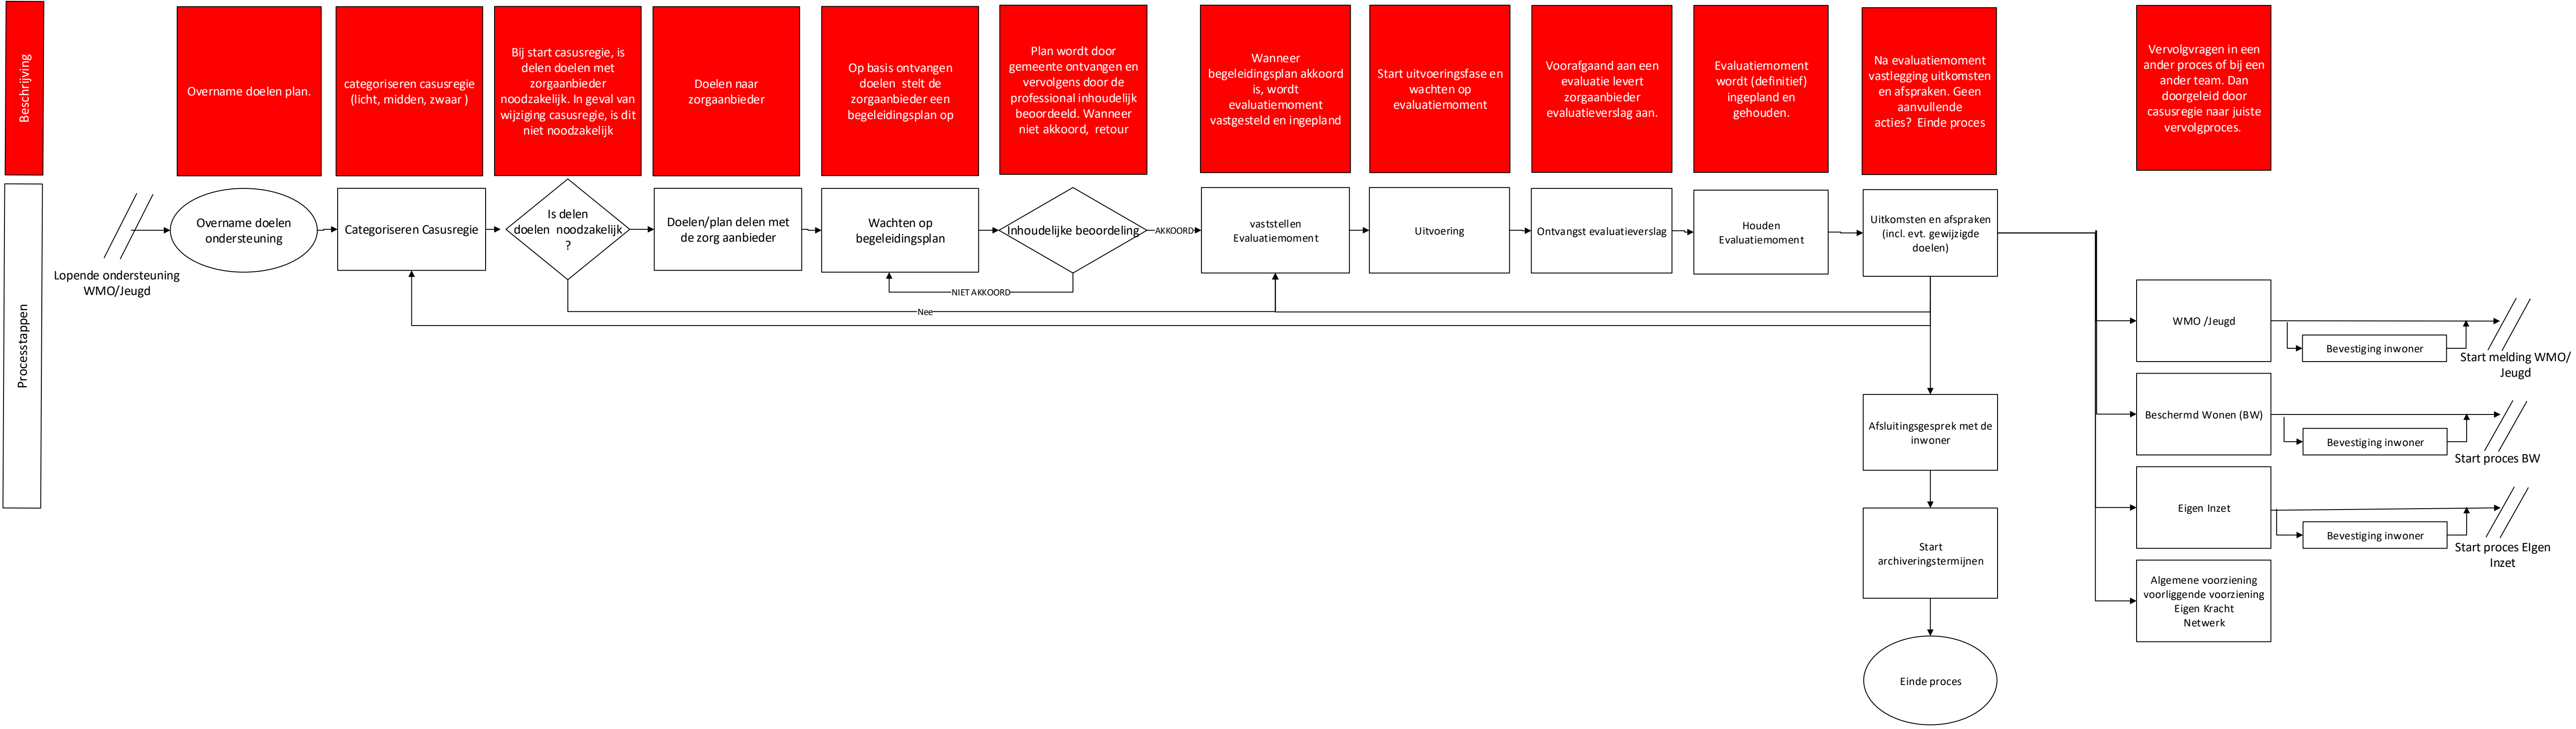 Beschrijving
Overname doelen plan.
categoriseren casusregie
(licht, midden, zwaar )
Bij start casusregie, is
delen doelen met
zorgaanbieder
noodzakelijk. In geval van
wijziging casusregie, is dit
niet noodzakelijk
Doelen naar
zorgaanbieder
Op basis ontvangen
doelen  stelt de
zorgaanbieder een
begeleidingsplan op
Plan wordt door
gemeente ontvangen en
vervolgens door de
professional inhoudelijk
beoordeeld. Wanneer
niet akkoord,  retour
Wanneer
begeleidingsplan akkoord
is, wordt
evaluatiemoment
vastgesteld en ingepland
Start uitvoeringsfase en
wachten op
evaluatiemoment
Voorafgaand aan een
evaluatie levert
zorgaanbieder
evaluatieverslag aan.
Evaluatiemoment
wordt (definitief)
ingepland en
gehouden.
Na evaluatiemoment
vastlegging uitkomsten
en afspraken. Geen
aanvullende
acties?  Einde proces
Vervolgvragen in een
ander proces of bij een
ander team. Dan
doorgeleid door
casusregie naar juiste
vervolgproces.
Processtappen
Lopende ondersteuning
WMO/Jeugd
Overname doelen
ondersteuning
Categoriseren Casusregie
Is delen
doelen  noodzakelijk
?
Doelen/plan delen met
de zorg aanbieder
Wachten op
begeleidingsplan
Inhoudelijke beoordeling
AKKOORD
NIET AKKOORD
Nee
vaststellen
Evaluatiemoment
Uitvoering
Ontvangst evaluatieverslag
Houden
Evaluatiemoment
Uitkomsten en afspraken
(incl. evt. gewijzigde
doelen)
Afsluitingsgesprek met de
inwoner
Start
archiveringstermijnen
Einde proces
WMO /Jeugd
Bevestiging inwoner
Start melding WMO/
Jeugd
Beschermd Wonen (BW)
Bevestiging inwoner
Start proces BW
Eigen Inzet
Bevestiging inwoner
Start proces EIgen
Inzet
Algemene voorziening
voorliggende voorziening
Eigen Kracht
Netwerk